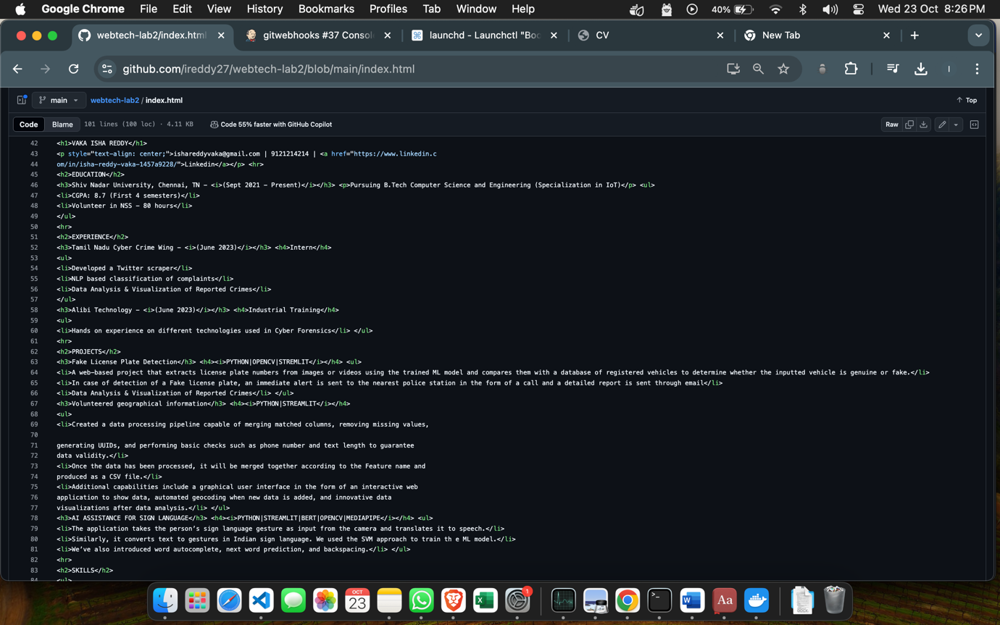 Google Chrome File Edit View History Bookmarks Profiles Tab Window Help 40% Wed 23 Oct 8:26 PM
webtech-lab2/index.html gitwebhooks #37 Consol launchd - Launchctl "Boo CV New Tab
github.com/ireddy27/webtech-lab2/blob/main/index.html I
main webtech-lab2 / index.html Top
Code Blame 101 lines (100 loc) · 4.11 KB Code 55% faster with GitHub Copilot Raw
42 <h1>VAKA ISHA REDDY</h1>
43 <p style="text-align: center;">ishareddyvaka@gmail.com | 9121214214 | <a href="https://www.linkedin.c
44 om/in/isha-reddy-vaka-1457a9228/">Linkedin</a></p> <hr>
45 <h2>EDUCATION</h2>
46 <h3>Shiv Nadar University, Chennai, TN – <i>(Sept 2021 – Present)</i></h3> <p>Pursuing B.Tech Computer Science and Engineering (Specialization in IoT)</p> <ul>
47 <li>CGPA: 8.7 (First 4 semesters)</li>
48 <li>Volunteer in NSS – 80 hours</li>
49 </ul>
50 <hr>
51 <h2>EXPERIENCE</h2>
52 <h3>Tamil Nadu Cyber Crime Wing – <i>(June 2023)</i></h3> <h4>Intern</h4>
53 <ul>
54 <li>Developed a Twitter scraper</li>
55 <li>NLP based classification of complaints</li>
56 <li>Data Analysis & Visualization of Reported Crimes</li>
57 </ul>
58 <h3>Alibi Technology – <i>(June 2023)</i></h3> <h4>Industrial Training</h4>
59 <ul>
60 <li>Hands on experience on different technologies used in Cyber Forensics</li> </ul>
61 <hr>
62 <h2>PROJECTS</h2>
63 <h3>Fake License Plate Detection</h3> <h4><i>PYTHON|OPENCV|STREMLIT</i></h4> <ul>
64 <li>A web-based project that extracts license plate numbers from images or videos using the trained ML model and compares them with a database of registered vehicles to determine whether the inputted vehicle is genuine or fake.</li>
65 <li>In case of detection of a Fake license plate, an immediate alert is sent to the nearest police station in the form of a call and a detailed report is sent through email</li>
66 <li>Data Analysis & Visualization of Reported Crimes</li> </ul>
67 <h3>Volunteered geographical information</h3> <h4><i>PYTHON|STREAMLIT</i></h4>
68 <ul>
69 <li>Created a data processing pipeline capable of merging matched columns, removing missing values,
70
71 generating UUIDs, and performing basic checks such as phone number and text length to guarantee
72 data validity.</li>
73 <li>Once the data has been processed, it will be merged together according to the Feature name and
74 produced as a CSV file.</li>
75 <li>Additional capabilities include a graphical user interface in the form of an interactive web
76 application to show data, automated geocoding when new data is added, and innovative data
77 visualizations after data analysis.</li> </ul>
78 <h3>AI ASSISTANCE FOR SIGN LANGUAGE</h3> <h4><i>PYTHON|STREAMLIT|BERT|OPENCV|MEDIAPIPE</i></h4> <ul>
79 <li>The application takes the person's sign language gesture as input from the camera and translates it to speech.</li>
80 <li>Similarly, it converts text to gestures in Indian sign language. We used the SVM approach to train th e ML model.</li>
81 <li>We've also introduced word autocomplete, next word prediction, and backspacing.</li> </ul>
82 <hr>
83 <h2>SKILLS</h2>
84 <ul>
OCT
23 1 Aa
DOCX